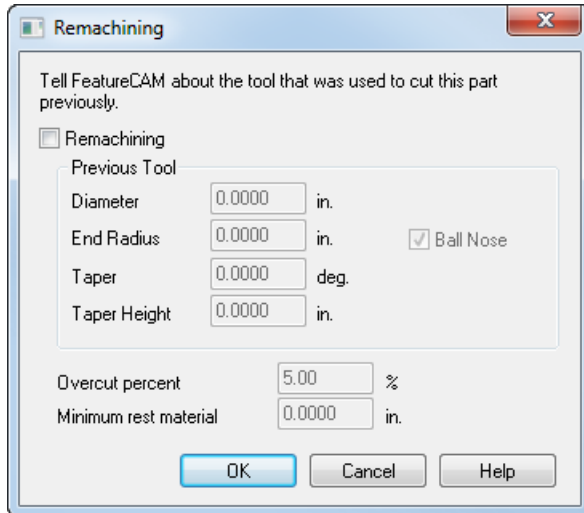 Remachining
Tell FeatureCAM about the tool that was used to cut this part
previously.
Remachining
Previous Tool
Diameter 0.0000 in.
End Radius 0.0000 in. Ball Nose
Taper 0.0000 deg.
Taper Height 0.0000 in.
Overcut percent 5.00 %
Minimum rest material 0.0000 in.
OK Cancel Help